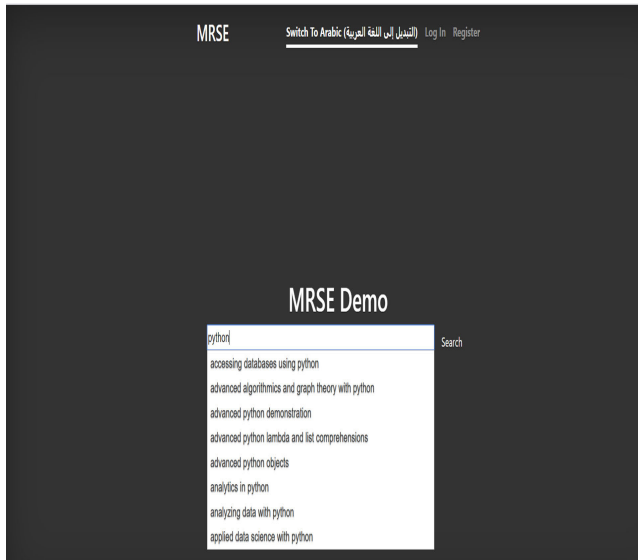 MRSE Switch To Arabic (التبديل إلى اللغة العربية) Log In Register
MRSE Demo
python Search
accessing databases using python
advanced algorithmics and graph theory with python
advanced python demonstration
advanced python lambda and list comprehensions
advanced python objects
analytics in python
analyzing data with python
applied data science with python